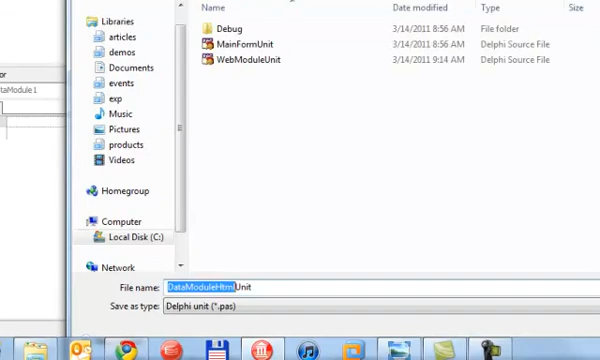 Name
Date modified
Type
Size
Libraries
articles
demos
Documents
events
exp
Music
Pictures
products
Videos
Homegroup
Computer
Local Disk (C:)
Network
Debug
3/14/2011 8:56 AM
File folder
MainFormUnit
3/14/2011 8:56 AM
Delphi Source File
WebModuleUnit
3/14/2011 9:14 AM
Delphi Source File
or
taModule1
File name: DataModuleHtmlUnit
Save as type: Delphi unit (*.pas)